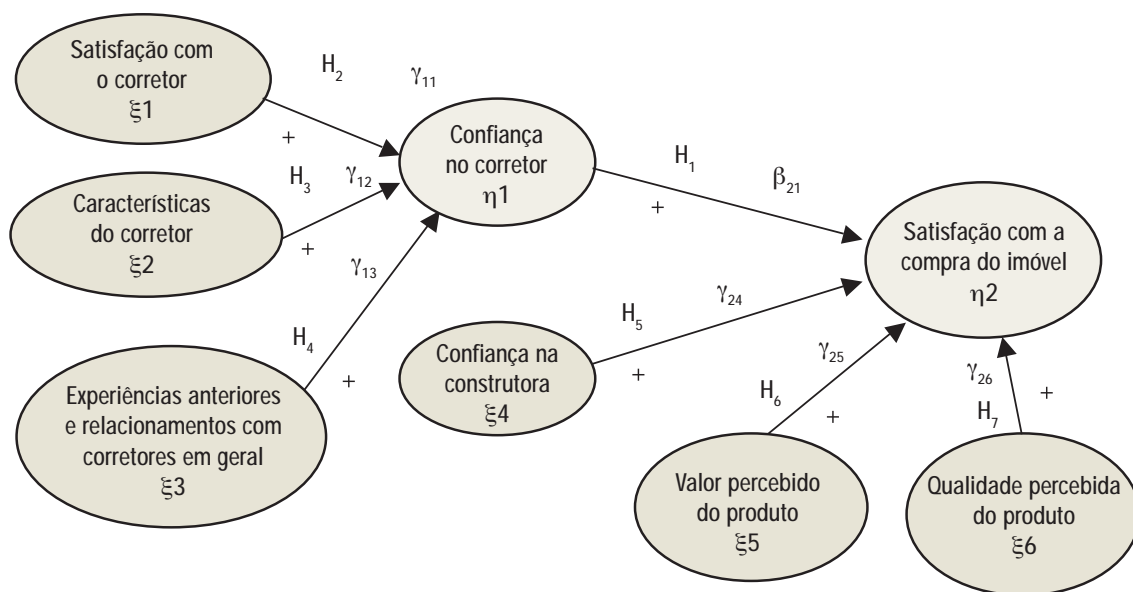 Satisfação com
o corretor
ξ1
H₂
γ₁₁
+
Características
do corretor
ξ2
H₃
γ₁₂
+
Experiências anteriores
e relacionamentos com
corretores em geral
ξ3
H₄
γ₁₃
+
Confiança
no corretor
η1
H₁
β₂₁
+
Confiança na
construtora
ξ4
H₅
γ₂₄
+
Satisfação com a
compra do imóvel
η2
Valor percebido
do produto
ξ5
H₆
γ₂₅
+
Qualidade percebida
do produto
ξ6
γ₂₆
H₇
+